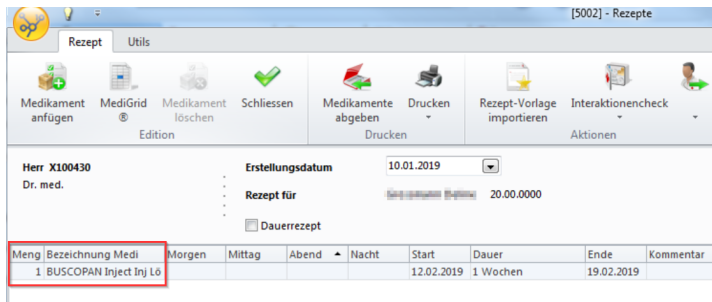 [5002] - Rezepte
Rezept Utils
Medikament anfügen
MediGrid ®
Medikament löschen
Schliessen
Medikamente abgeben
Drucken
Rezept-Vorlage importieren
Interaktionencheck
Edition
Drucken
Aktionen
Herr X100430
Dr. med.
Erstellungsdatum 10.01.2019
Rezept für 20.00.0000
Dauerrezept
Meng Bezeichnung Medi Morgen Mittag Abend Nacht Start Dauer Ende Kommentar
1 BUSCOPAN Inject Inj Lö 12.02.2019 1 Wochen 19.02.2019